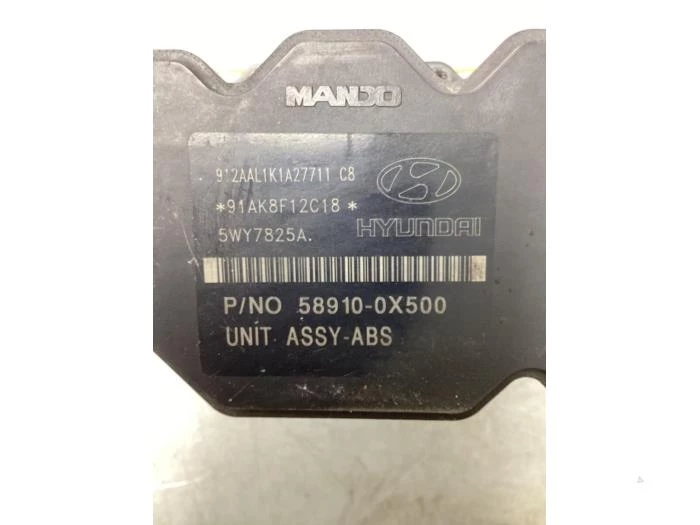 MANDO
912AAL1K1A27711 C8
*91AK8F12C18*
5WY7825A.
HYUNDAI
P/NO 58910-0X500
UNIT ASSY-ABS